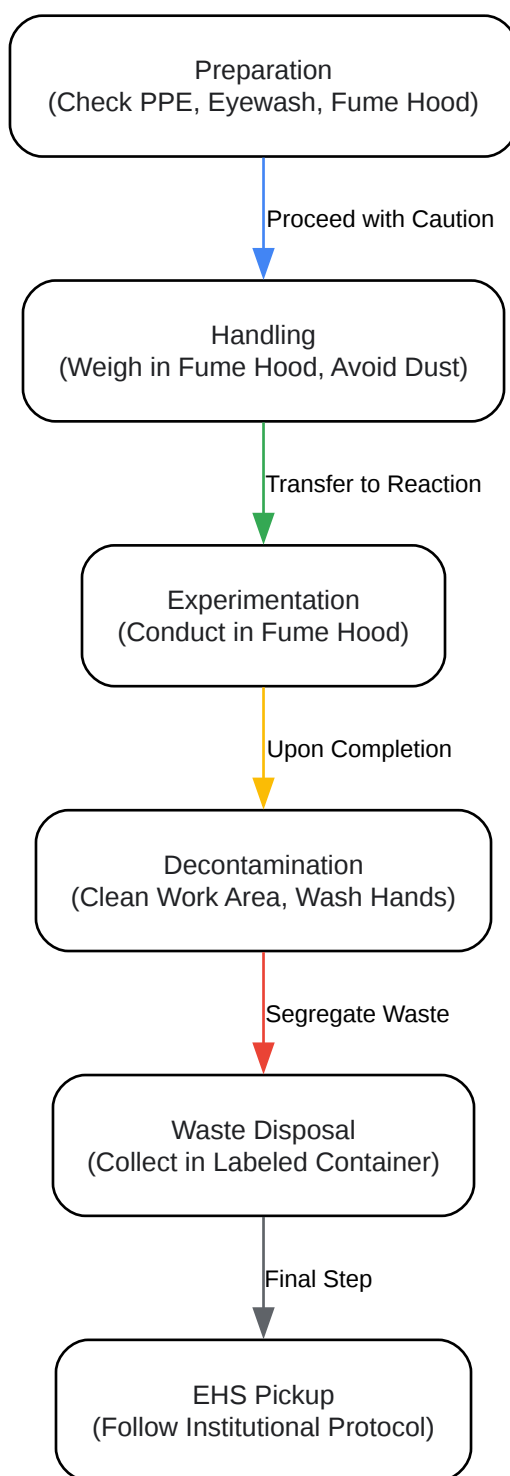 Preparation
(Check PPE, Eyewash, Fume Hood)
Proceed with Caution
Handling
(Weigh in Fume Hood, Avoid Dust)
Transfer to Reaction
Experimentation
(Conduct in Fume Hood)
Upon Completion
Decontamination
(Clean Work Area, Wash Hands)
Segregate Waste
Waste Disposal
(Collect in Labeled Container)
Final Step
EHS Pickup
(Follow Institutional Protocol)